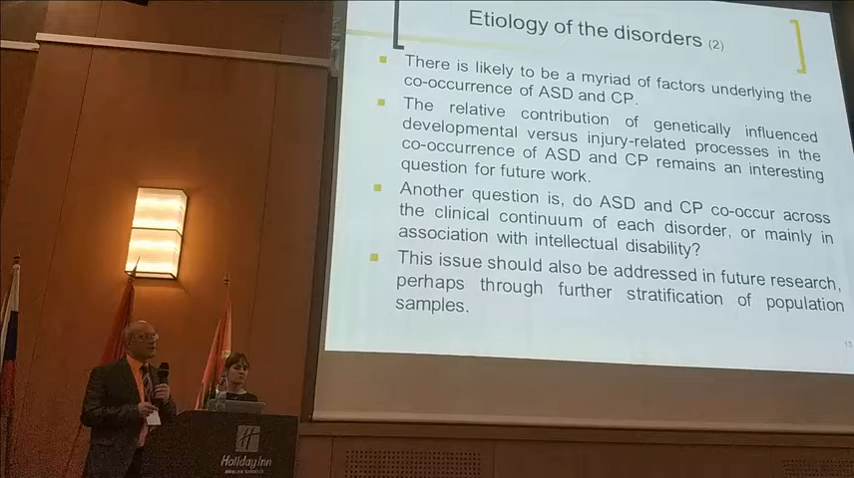 Etiology of the disorders (2)
There is likely to be a myriad of factors underlying the
co-occurrence of ASD and CP.
The relative contribution of genetically influenced
developmental versus injury-related processes in the
co-occurrence of ASD and CP remains an interesting
question for future work.
Another question is, do ASD and CP co-occur across
the clinical continuum of each disorder, or mainly in
association with intellectual disability?
This issue should also be addressed in future research,
perhaps through further stratification of population
samples.
13
H
Holiday Inn